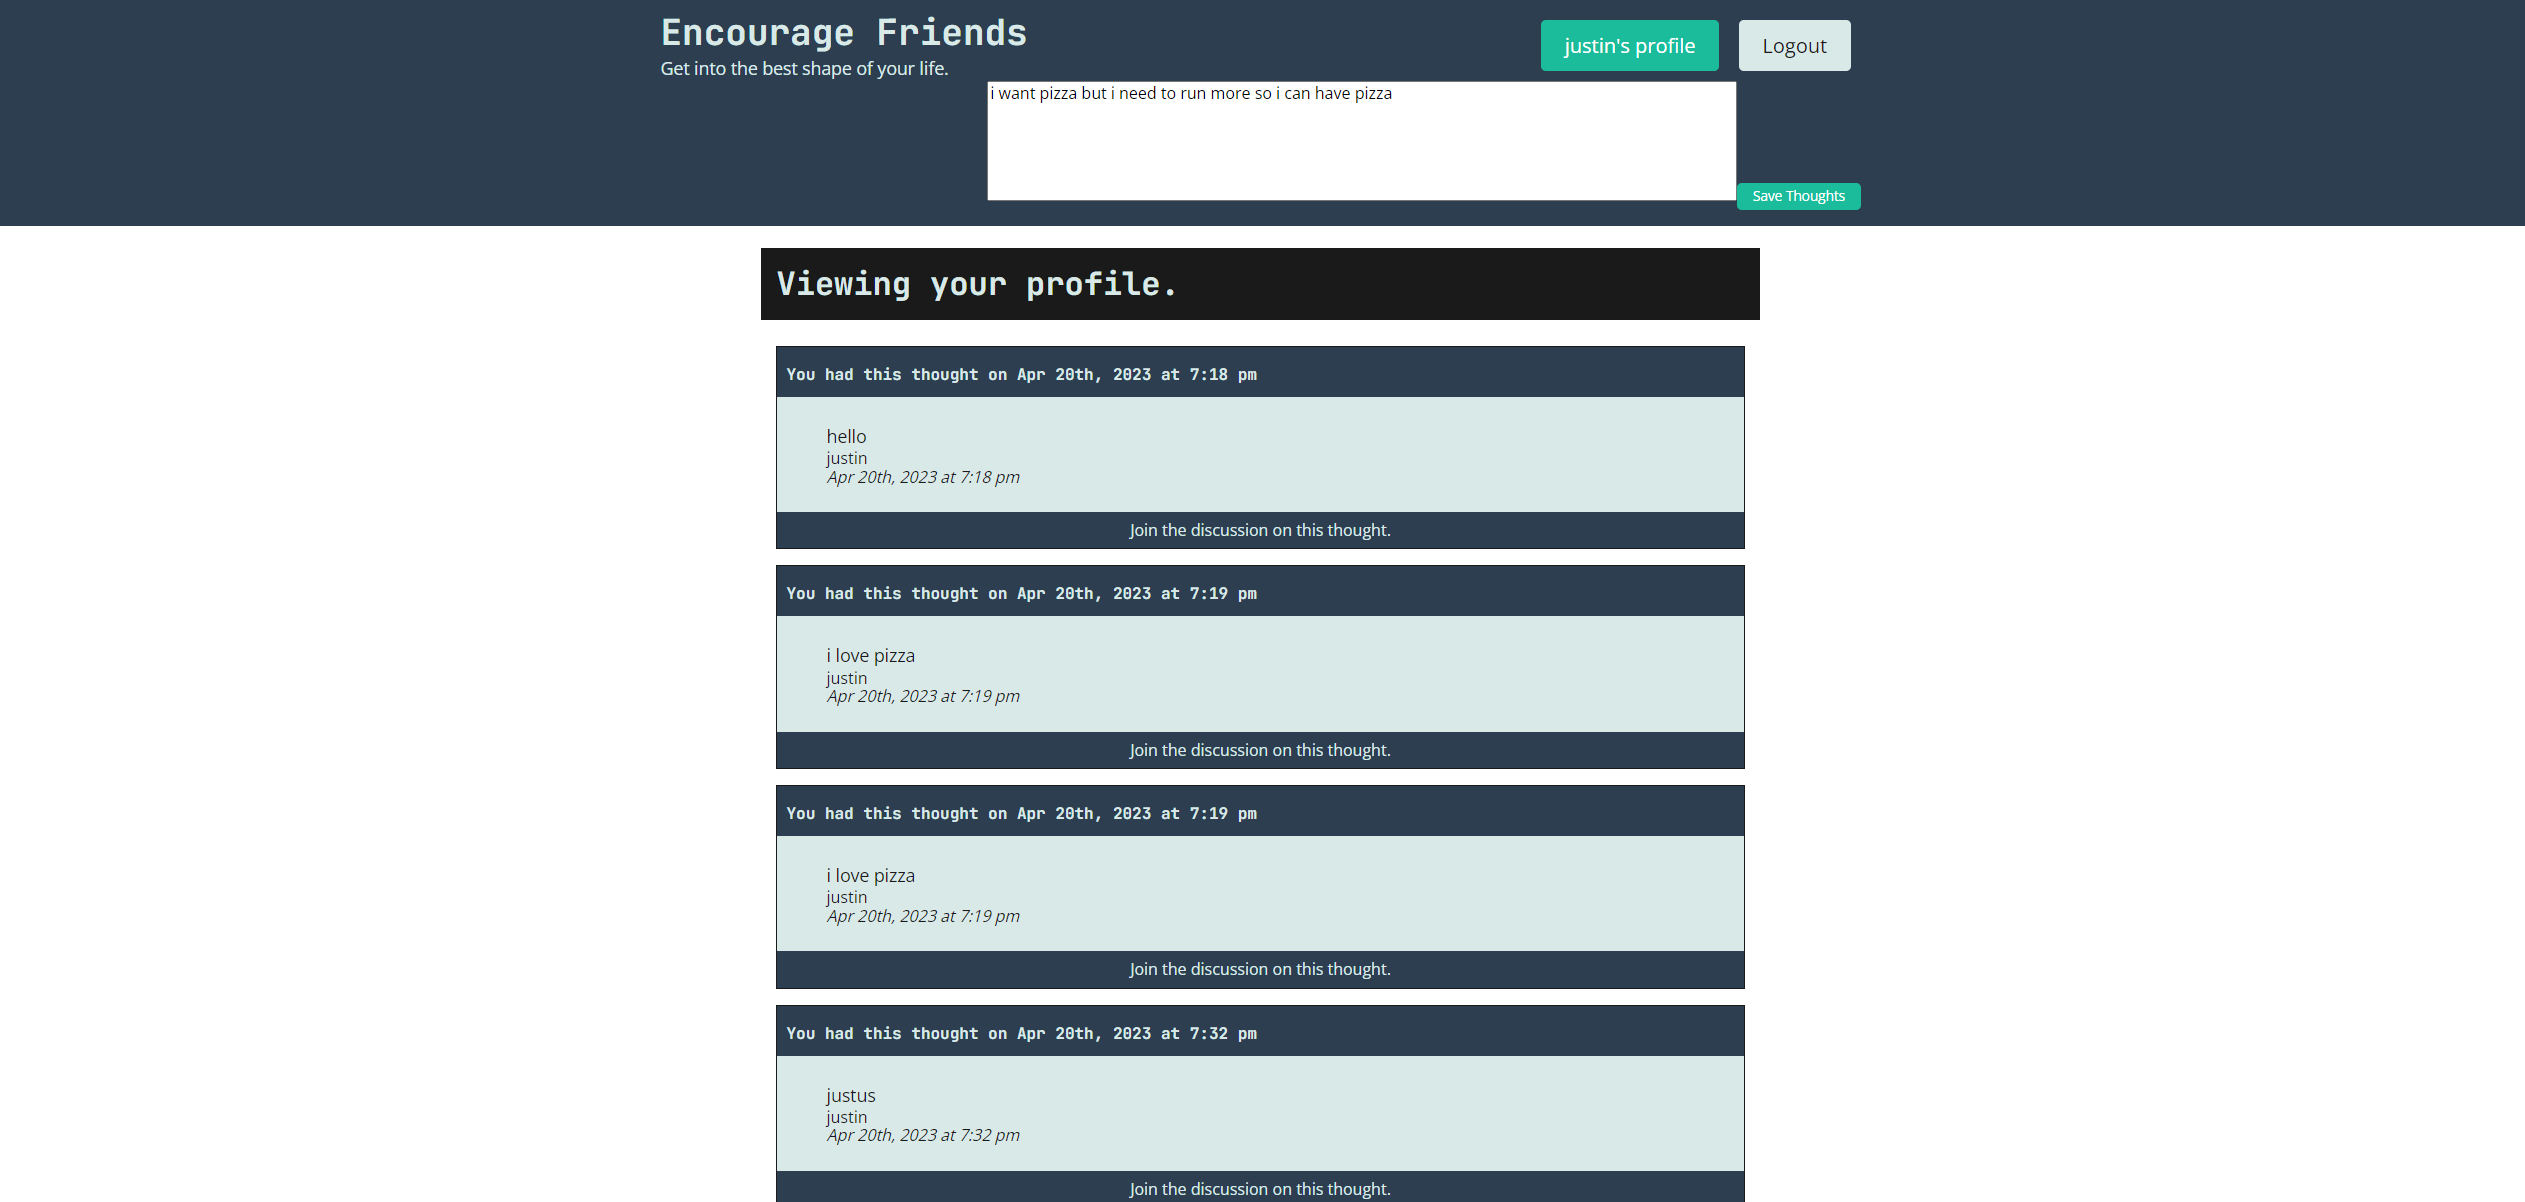 Encourage Friends
Get into the best shape of your life.
justin's profile
Logout
i want pizza but i need to run more so i can have pizza
Save Thoughts
Viewing your profile.
You had this thought on Apr 20th, 2023 at 7:18 pm
hello
justin
Apr 20th, 2023 at 7:18 pm
Join the discussion on this thought.
You had this thought on Apr 20th, 2023 at 7:19 pm
i love pizza
justin
Apr 20th, 2023 at 7:19 pm
Join the discussion on this thought.
You had this thought on Apr 20th, 2023 at 7:19 pm
i love pizza
justin
Apr 20th, 2023 at 7:19 pm
Join the discussion on this thought.
You had this thought on Apr 20th, 2023 at 7:32 pm
justus
justin
Apr 20th, 2023 at 7:32 pm
Join the discussion on this thought.